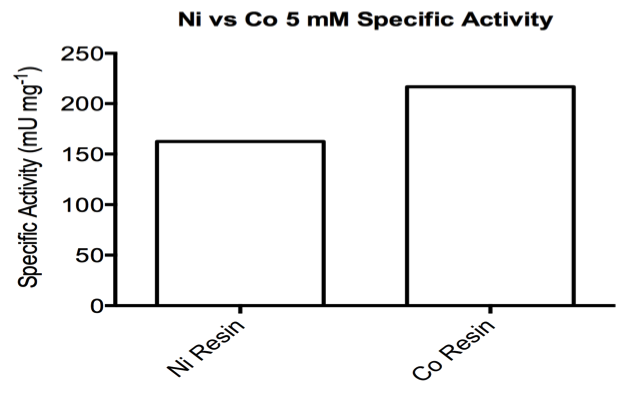 Ni vs Co 5 mM Specific Activity
Specific Activity (mU mg-1)
250
200
150
100
50
0
Ni Resin
Co Resin